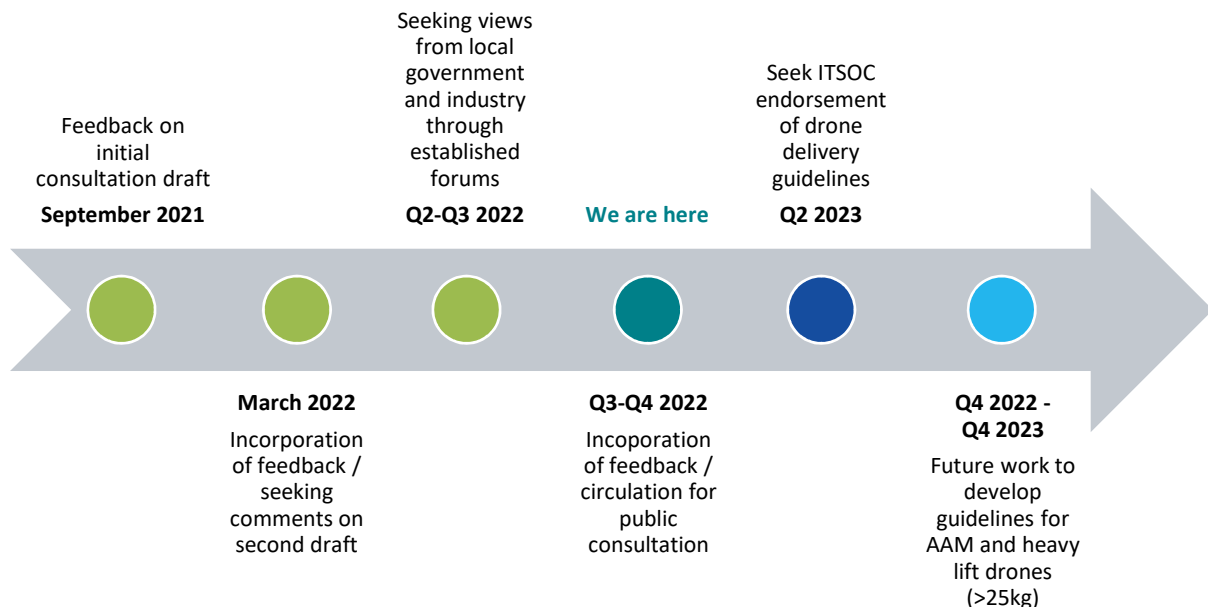 Feedback on
initial
consultation draft
September 2021
March 2022
Incorporation
of feedback /
seeking
comments on
second draft
Seeking views
from local
government
and industry
through
established
forums
Q2-Q3 2022
We are here
Q3-Q4 2022
Incoporation
of feedback /
circulation for
public
consultation
Seek ITSOC
endorsement
of drone
delivery
guidelines
Q2 2023
Q4 2022 -
Q4 2023
Future work to
develop
guidelines for
AAM and heavy
lift drones
(>25kg)